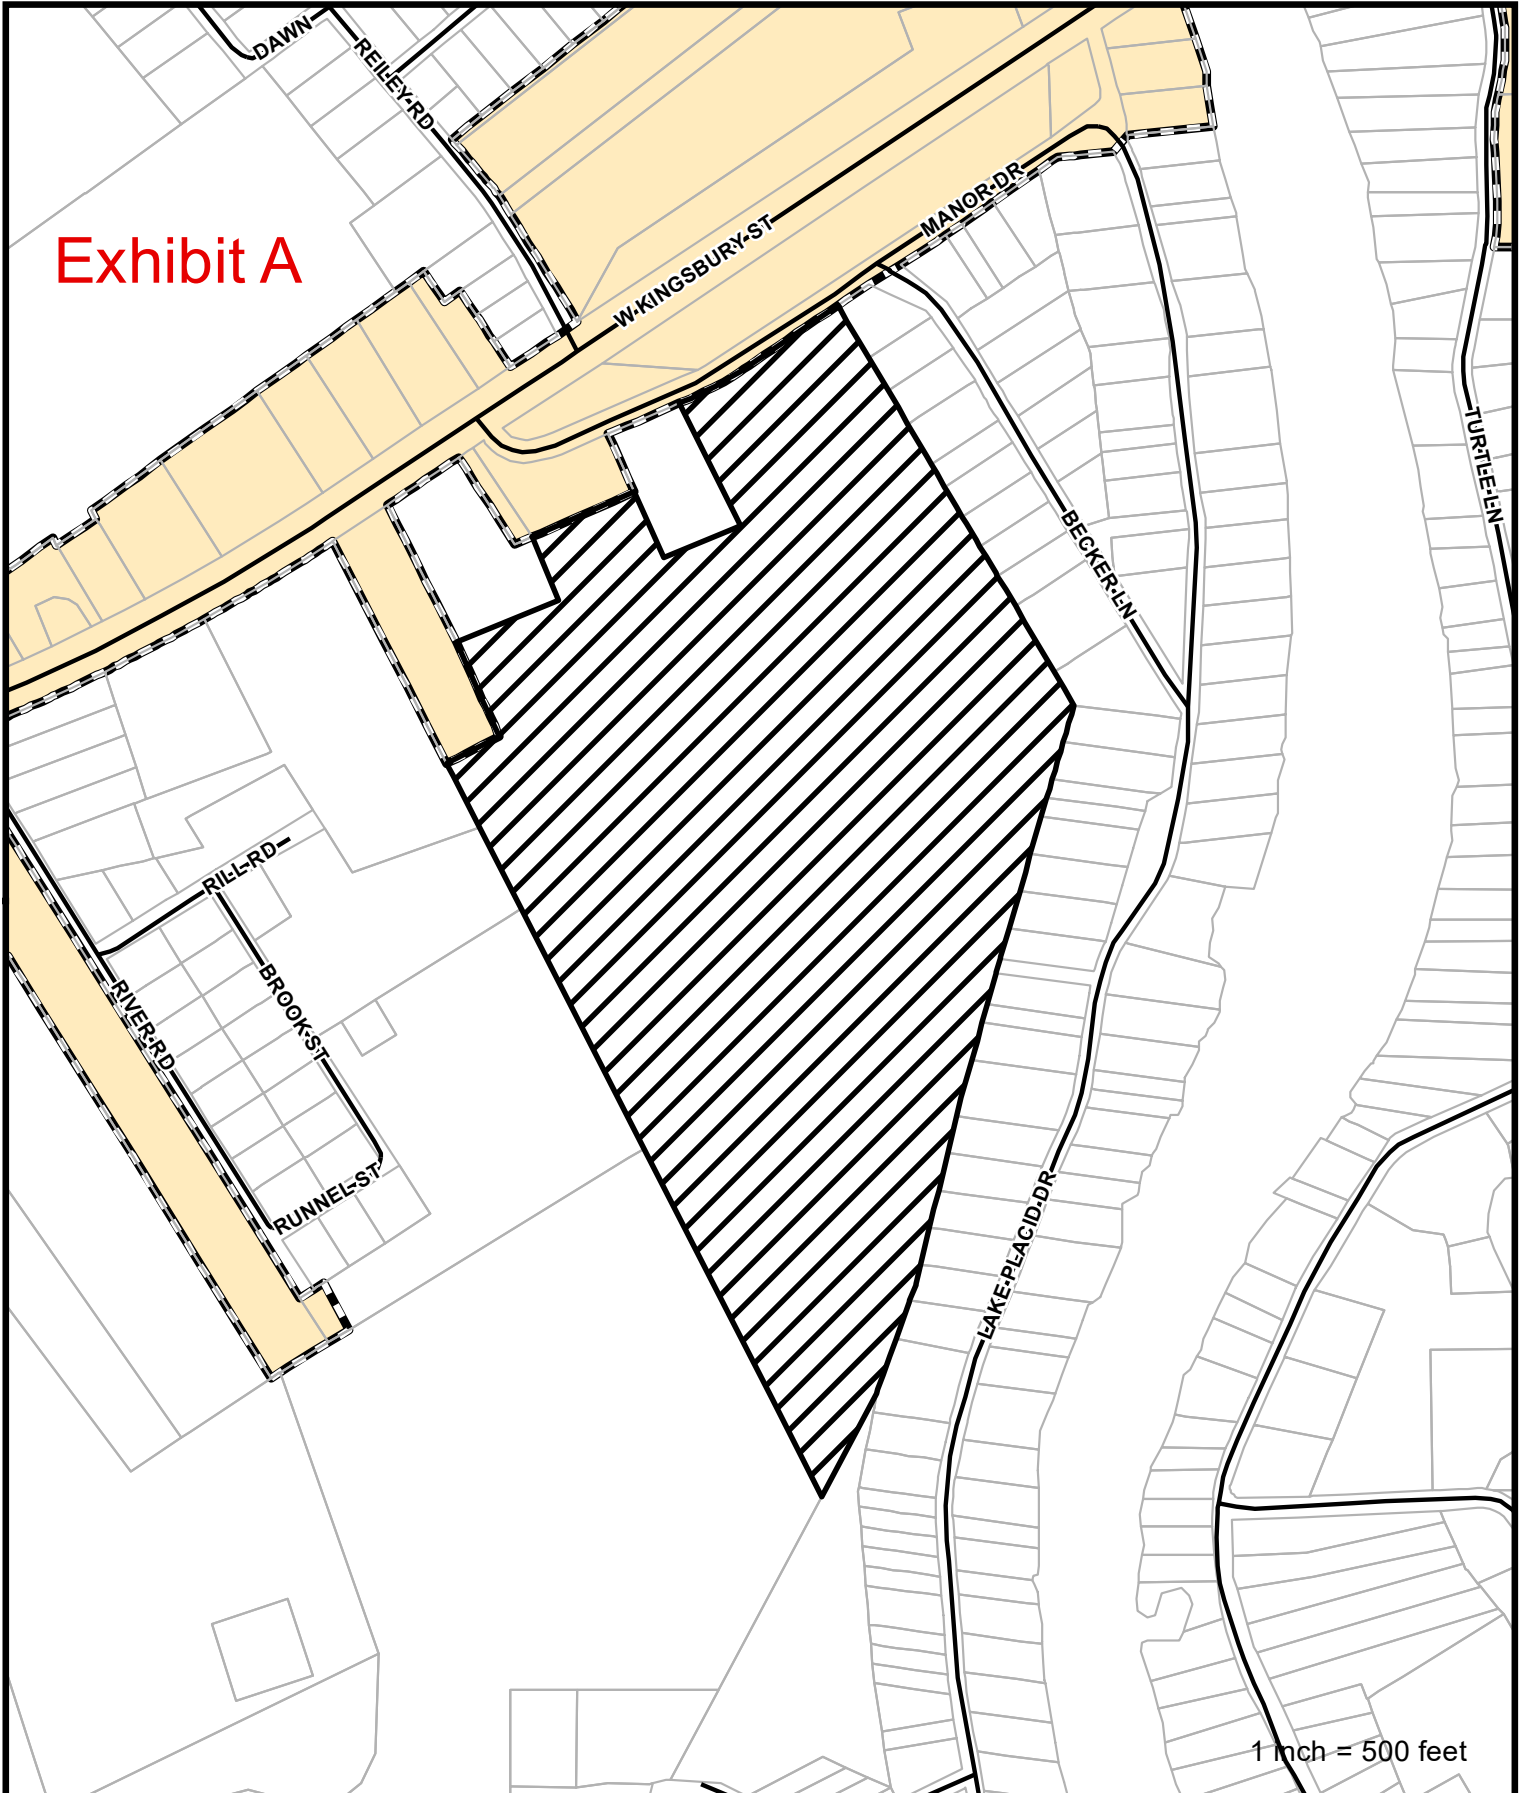 DAWN
REILEY RD
Exhibit A
W KINGSBURY ST
MANOR DR
TURTLE LN
BECKER LN
RILL RD
BROOK ST
RIVER RD
RUNNEL ST
LAKE PLACID DR
1 inch = 500 feet